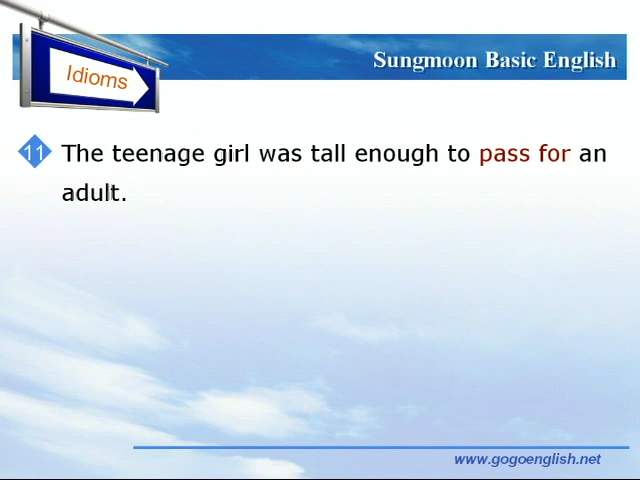 Idioms
Sungmoon Basic English
11 The teenage girl was tall enough to pass for an
adult.
www.gogoenglish.net